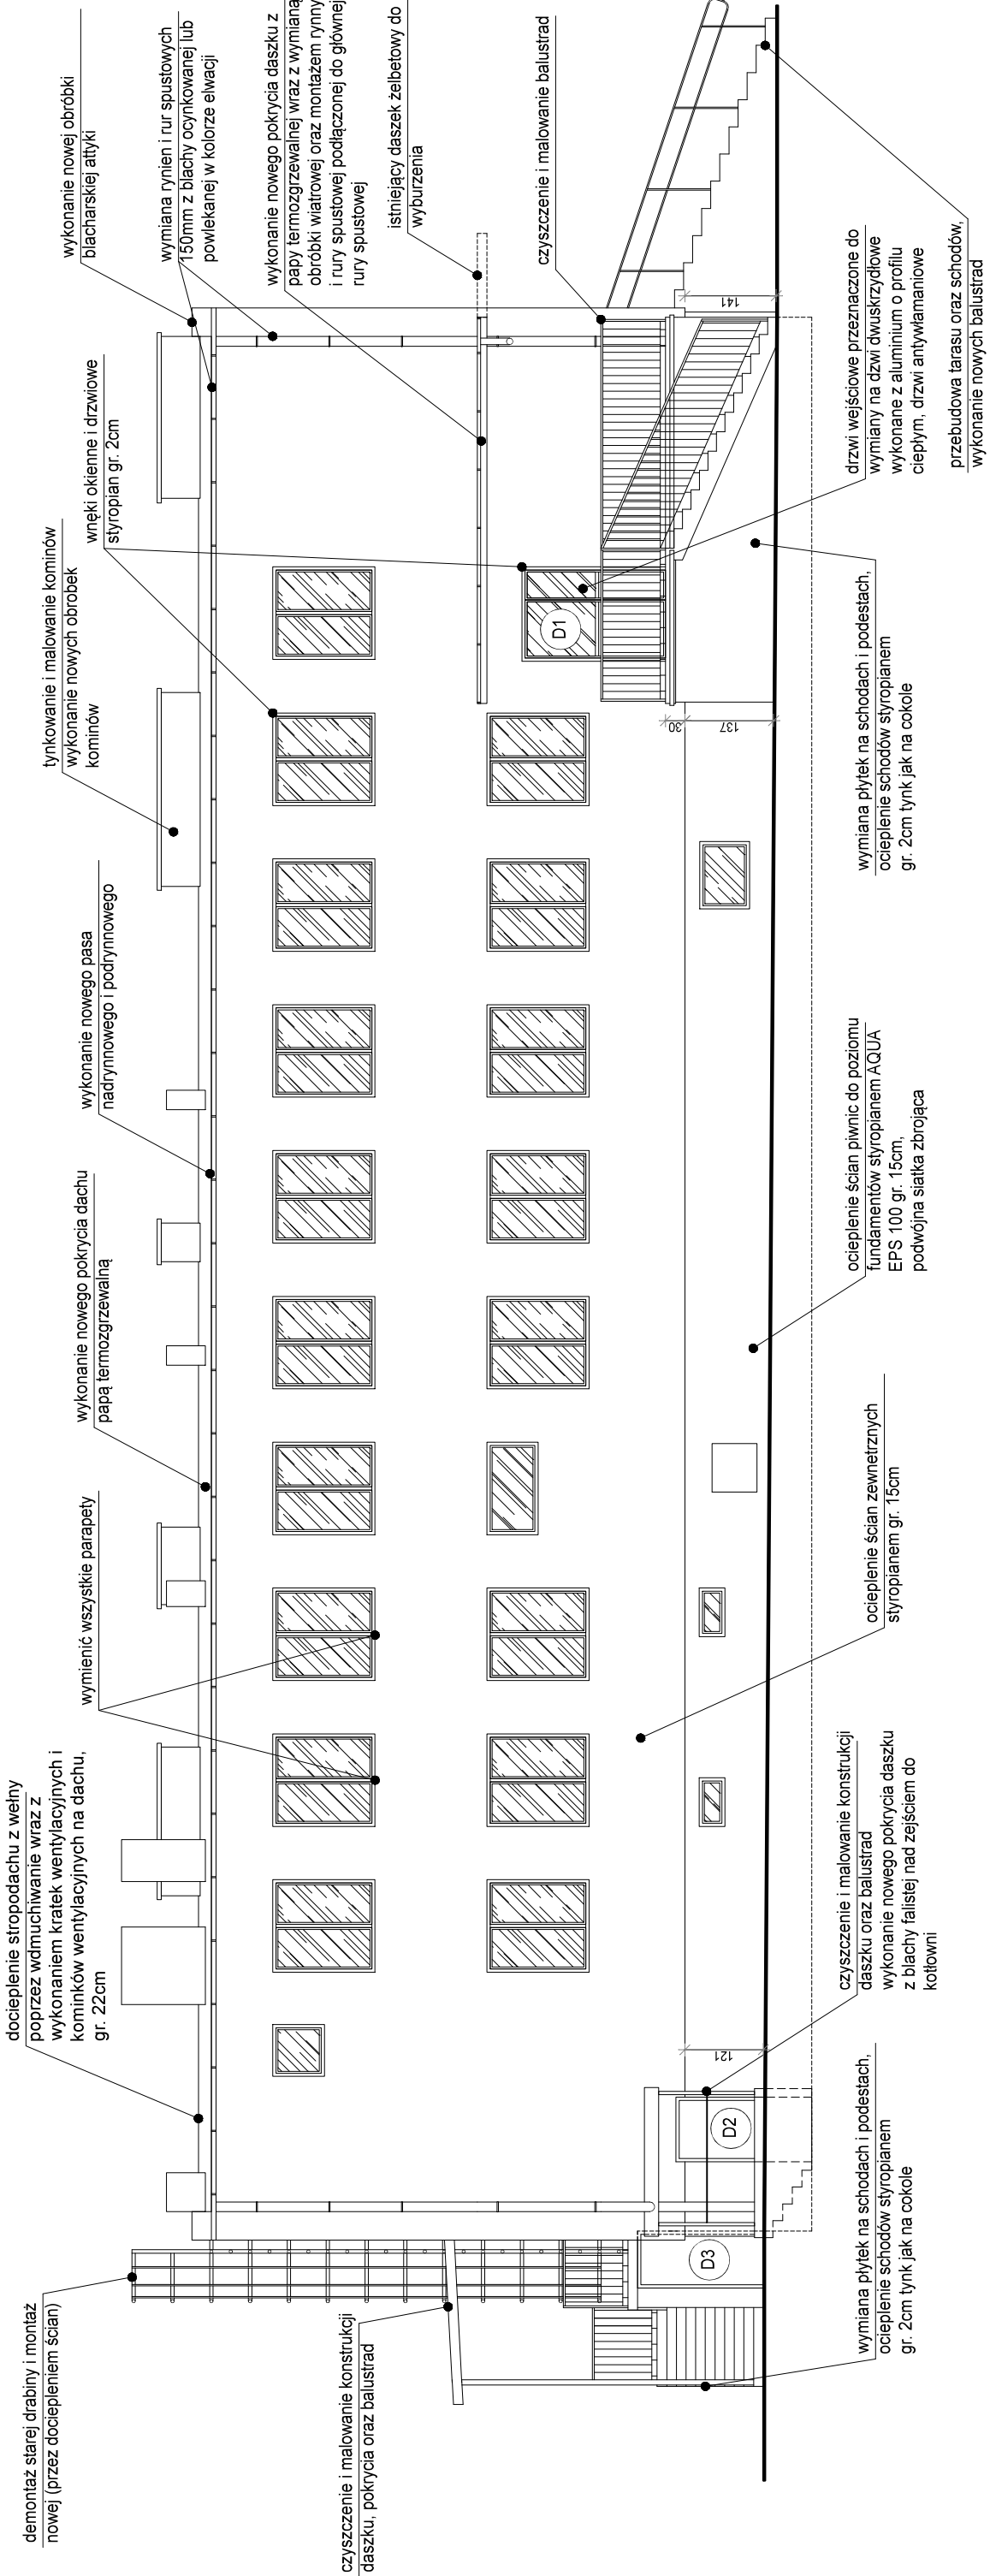 demontaż starej drabiny i montaż
nowej (przez dociepleniem ścian)
docieplenie stropodachu z wełny
poprzez wdmuchiwanie wraz z
wykonaniem kratek wentylacyjnych i
kominków wentylacyjnych na dachu,
gr. 22cm
wymienić wszystkie parapety
wykonanie nowego pokrycia dachu
papą termozgrzewalną
wykonanie nowego pasa
nadrynnowego i podrynnowego
tynkowanie i malowanie kominów
wykonanie nowych obrobek
kominów
wnęki okienne i drzwiowe
styropian gr. 2cm
wykonanie nowej obróbki
blacharskiej attyki
wymiana rynien i rur spustowych
150mm z blachy ocynkowanej lub
powlekanej w kolorze elwacji
wykonanie nowego pokrycia daszku z
papy termozgrzewalnej wraz z wymianą
obróbki wiatrowej oraz montażem rynny
i rury spustowej podłączonej do głównej
rury spustowej
istniejący daszek żelbetowy do
wyburzenia
czyszczenie i malowanie balustrad
czyszczenie i malowanie konstrukcji
daszku, pokrycia oraz balustrad
D3
D2
D1
121
30
137
141
wymiana płytek na schodach i podestach,
ocieplenie schodów styropianem
gr. 2cm tynk jak na cokole
czyszczenie i malowanie konstrukcji
daszku oraz balustrad
wykonanie nowego pokrycia daszku
z blachy falistej nad zejściem do
kotłowni
ocieplenie ścian zewnetrznych
styropianem gr. 15cm
ocieplenie ścian piwnic do poziomu
fundamentów styropianem AQUA
EPS 100 gr. 15cm,
podwójna siatka zbrojąca
wymiana płytek na schodach i podestach,
ocieplenie schodów styropianem
gr. 2cm tynk jak na cokole
drzwi wejściowe przeznaczone do
wymiany na dzwi dwuskrzydłowe
wykonane z aluminium o profilu
ciepłym, drzwi antywłamaniowe
przebudowa tarasu oraz schodów,
wykonanie nowych balustrad